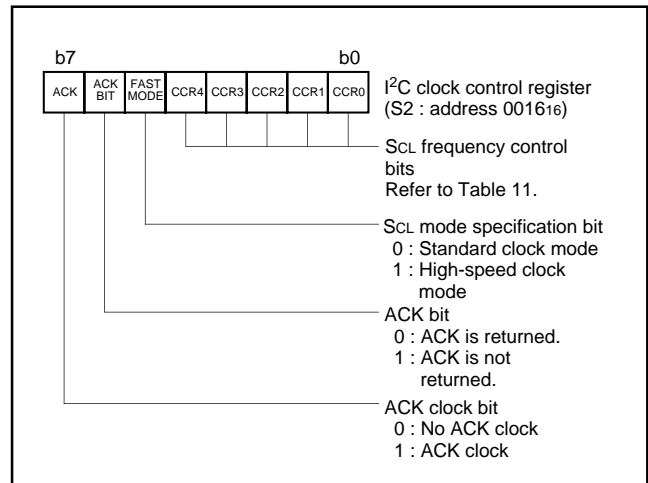 b7 b0
ACK ACK BIT FAST MODE CCR4 CCR3 CCR2 CCR1 CCR0
I²C clock control register
(S2 : address 0016₁₆)
SCL frequency control
bits
Refer to Table 11.
SCL mode specification bit
0 : Standard clock mode
1 : High-speed clock
mode
ACK bit
0 : ACK is returned.
1 : ACK is not
returned.
ACK clock bit
0 : No ACK clock
1 : ACK clock